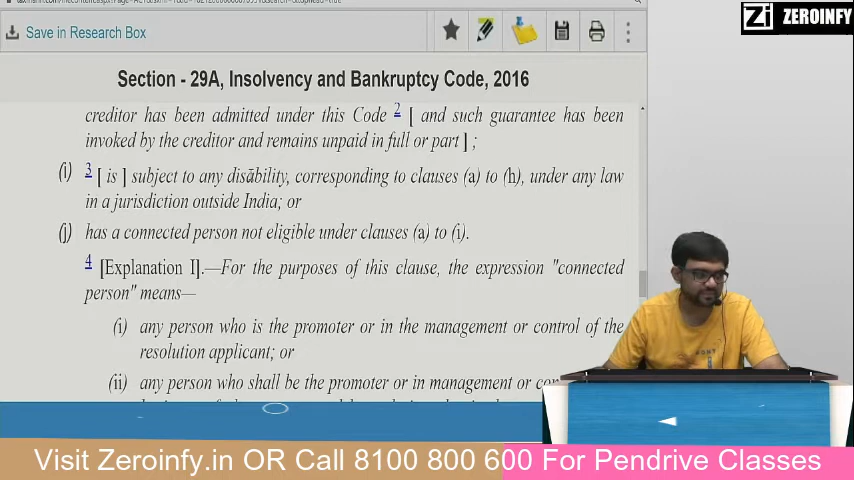 Save in Research Box
Zi ZEROINFY
Section - 29A, Insolvency and Bankruptcy Code, 2016
creditor has been admitted under this Code 2 [ and such guarantee has been
invoked by the creditor and remains unpaid in full or part ] ;
(i) 3 [ is ] subject to any disability, corresponding to clauses (a) to (h), under any law
in a jurisdiction outside India; or
(j) has a connected person not eligible under clauses (a) to (i).
4 [Explanation I].—For the purposes of this clause, the expression "connected
person" means—
(i) any person who is the promoter or in the management or control of the
resolution applicant; or
(ii) any person who shall be the promoter or in management or
Visit Zeroinfy.in OR Call 8100 800 600 For Pendrive Classes